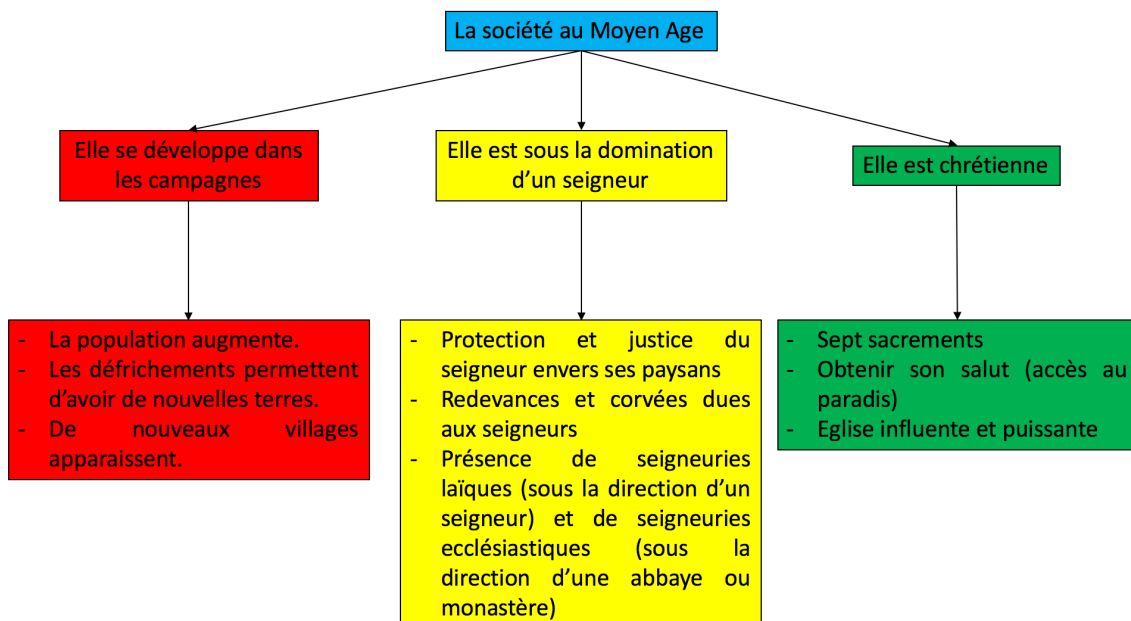 La société au Moyen Age
Elle se développe dans
les campagnes
Elle est sous la domination
d’un seigneur
Elle est chrétienne
- La population augmente.
- Les défrichements permettent
d’avoir de nouvelles terres.
- De nouveaux villages
apparaissent.
- Protection et justice du
seigneur envers ses paysans
- Redevances et corvées dues
aux seigneurs
- Présence de seigneuries
laïques (sous la direction d’un
seigneur) et de seigneuries
ecclésiastiques (sous la
direction d’une abbaye ou
monastère)
- Sept sacrements
- Obtenir son salut (accès au
paradis)
- Eglise influente et puissante